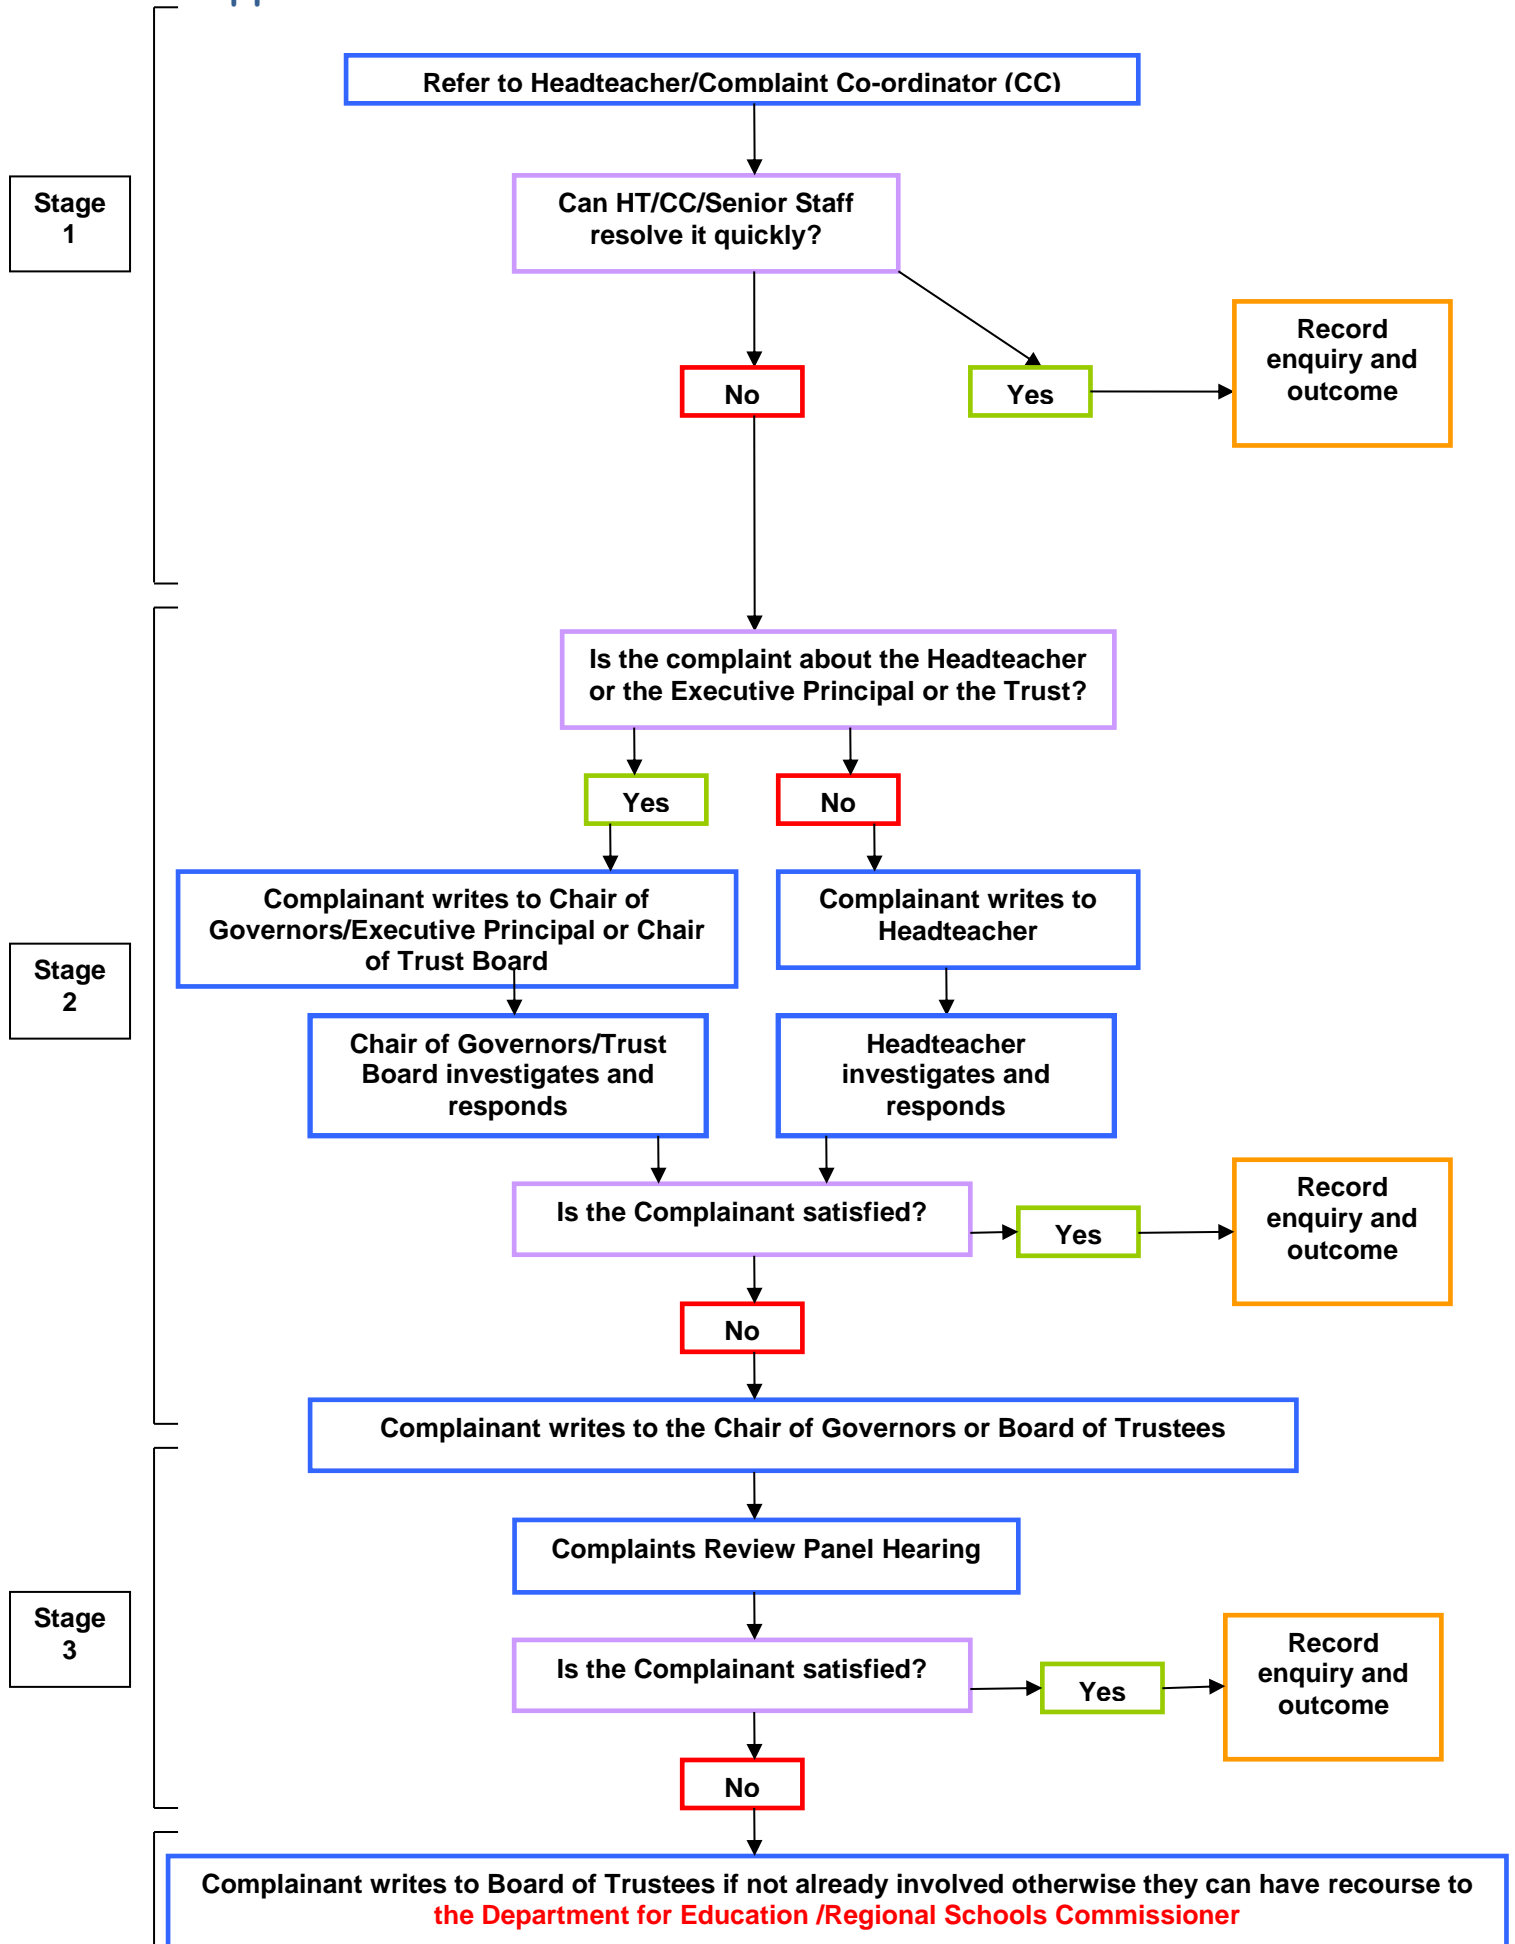 Refer to Headteacher/Complaint Co-ordinator (CC)
Stage
1
Can HT/CC/Senior Staff
resolve it quickly?
Record
enquiry and
outcome
No
Yes
Is the complaint about the Headteacher
or the Executive Principal or the Trust?
Yes
No
Complainant writes to Chair of
Governors/Executive Principal or Chair
of Trust Board
Complainant writes to
Headteacher
Stage
2
Chair of Governors/Trust
Board investigates and
responds
Headteacher
investigates and
responds
Is the Complainant satisfied?
Yes
Record
enquiry and
outcome
No
Complainant writes to the Chair of Governors or Board of Trustees
Complaints Review Panel Hearing
Stage
3
Is the Complainant satisfied?
Yes
Record
enquiry and
outcome
No
Complainant writes to Board of Trustees if not already involved otherwise they can have recourse to
the Department for Education /Regional Schools Commissioner